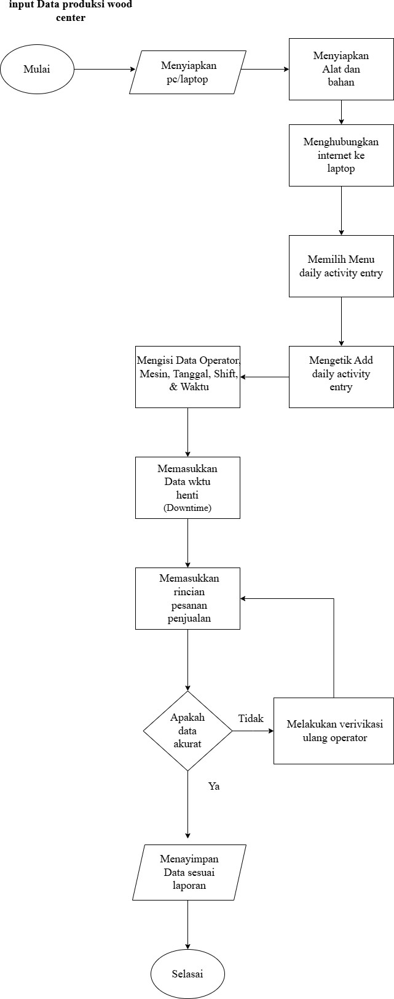 input Data produksi wood
center
Mulai
Menyiapkan
pc/laptop
Menyiapkan
Alat dan
bahan
Menghubungkan
internet ke
laptop
Memilih Menu
daily activity entry
Mengetik Add
daily activity
entry
Mengisi Data Operator,
Mesin, Tanggal, Shift,
& Waktu
Memasukkan
Data wktu
henti
(Downtime)
Memasukkan
rincian
pesanan
penjualan
Apakah
data
akurat
Tidak
Melakukan verivikasi
ulang operator
Ya
Menayimpan
Data sesuai
laporan
Selasai